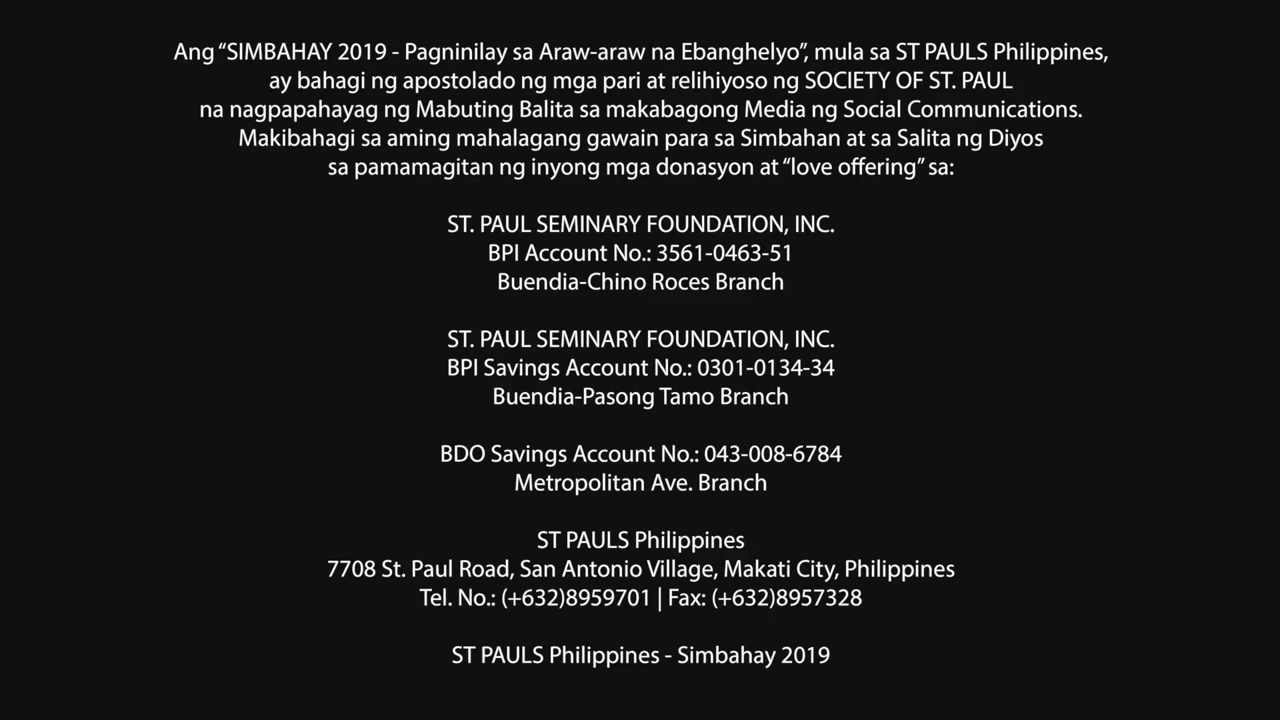 Ang “SIMBAHAY 2019 - Pagninilay sa Araw-araw na Ebanghelyo”, mula sa ST PAULS Philippines,
ay bahagi ng apostolado ng mga pari at relihiyoso ng SOCIETY OF ST. PAUL
na nagpapahayag ng Mabuting Balita sa makabagong Media ng Social Communications.
Makibahagi sa aming mahalagang gawain para sa Simbahan at sa Salita ng Diyos
sa pamamagitan ng inyong mga donasyon at “love offering” sa:
ST. PAUL SEMINARY FOUNDATION, INC.
BPI Account No.: 3561-0463-51
Buendia-Chino Roces Branch
ST. PAUL SEMINARY FOUNDATION, INC.
BPI Savings Account No.: 0301-0134-34
Buendia-Pasong Tamo Branch
BDO Savings Account No.: 043-008-6784
Metropolitan Ave. Branch
ST PAULS Philippines
7708 St. Paul Road, San Antonio Village, Makati City, Philippines
Tel. No.: (+632)8959701 | Fax: (+632)8957328
ST PAULS Philippines - Simbahay 2019